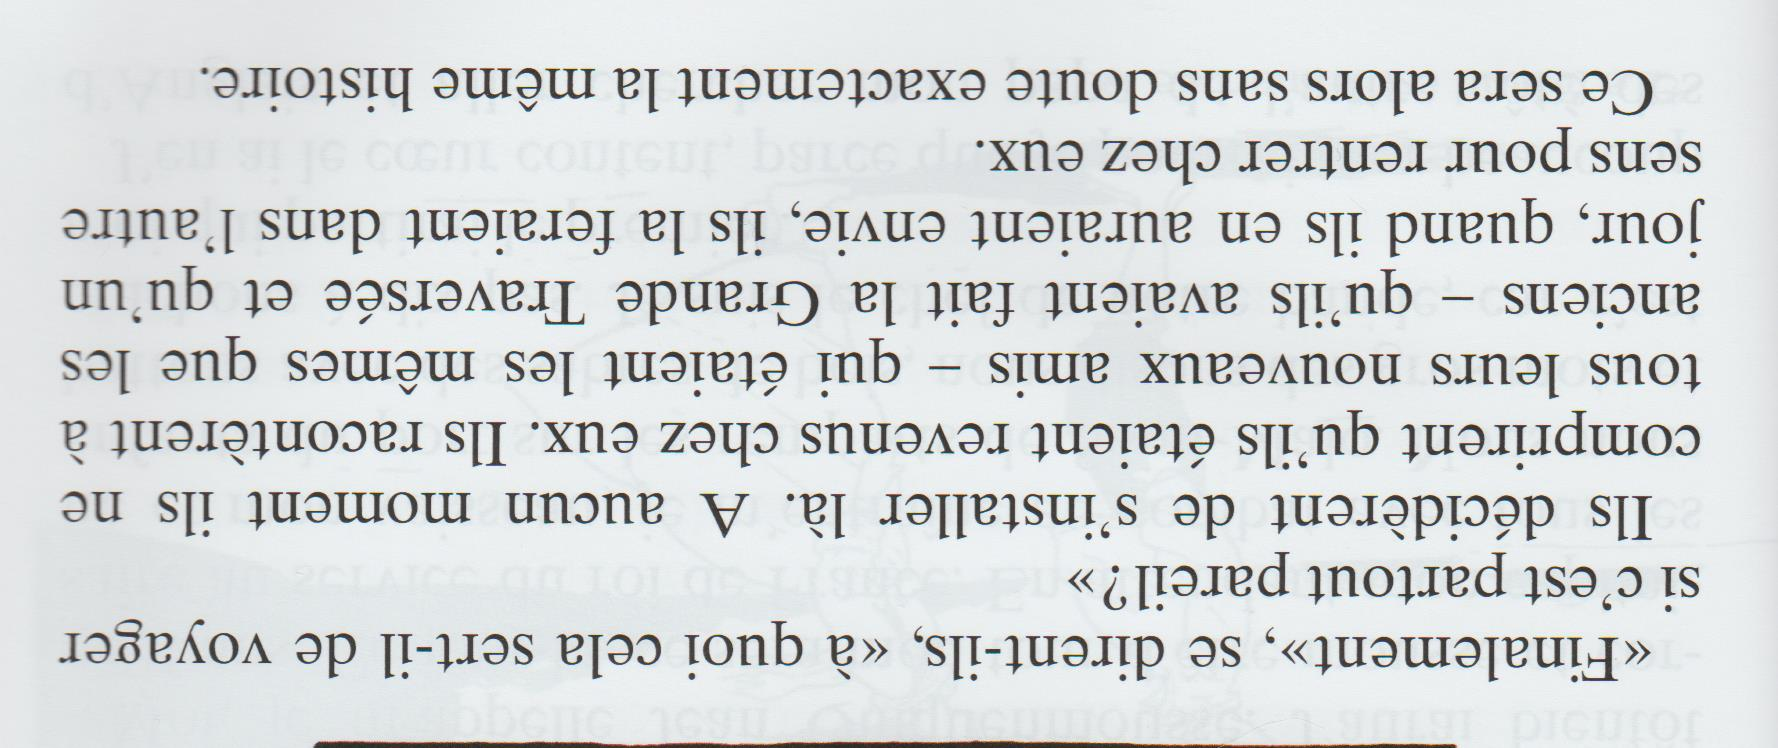 «Finalement», se dirent-ils, «à quoi cela sert-il de voyager
si c'est partout pareil?»
Ils décidèrent de s'installer là. A aucun moment ils ne
comprirent qu'ils étaient revenus chez eux. Ils racontèrent à
tous leurs nouveaux amis – qui étaient les mêmes que les
anciens – qu'ils avaient fait la Grande Traversée et qu'un
jour, quand ils en auraient envie, ils la feraient dans l'autre
sens pour rentrer chez eux.
Ce sera alors sans doute exactement la même histoire.